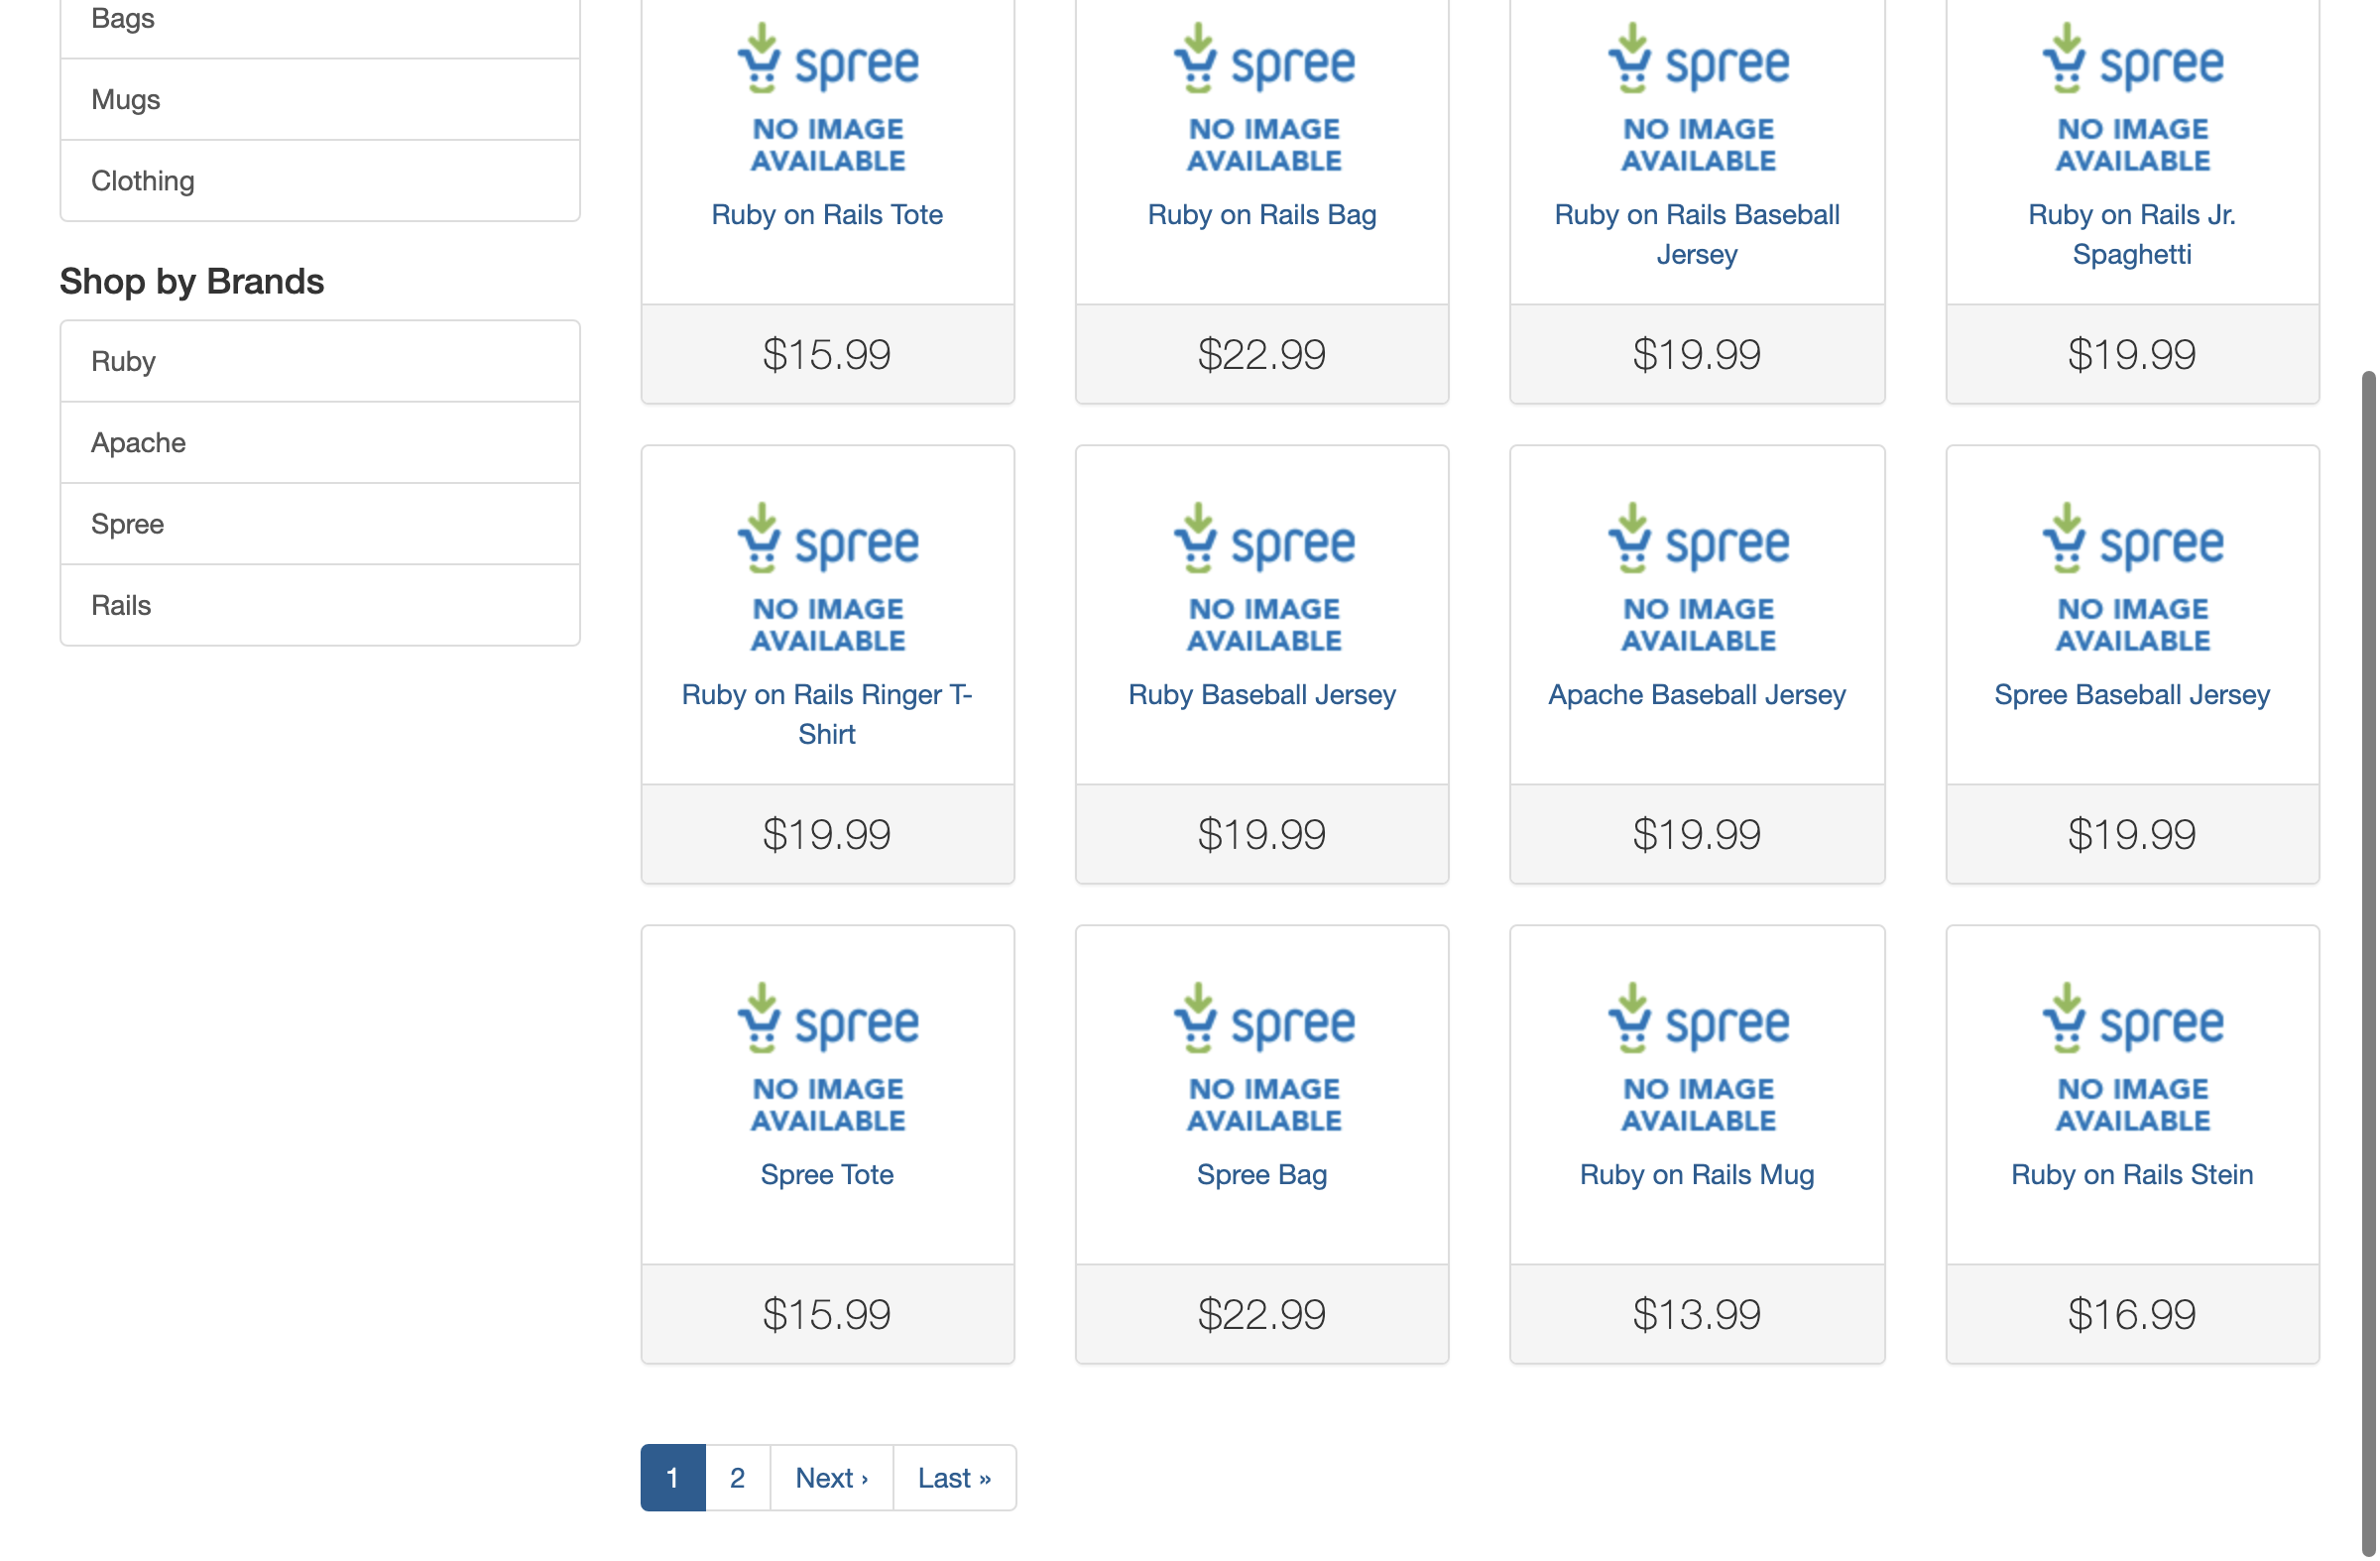 Bags
Mugs
Clothing
Shop by Brands
Ruby
Apache
Spree
Rails
spree
NO IMAGE
AVAILABLE
Ruby on Rails Tote
$15.99
spree
NO IMAGE
AVAILABLE
Ruby on Rails Bag
$22.99
spree
NO IMAGE
AVAILABLE
Ruby on Rails Baseball
Jersey
$19.99
spree
NO IMAGE
AVAILABLE
Ruby on Rails Jr.
Spaghetti
$19.99
spree
NO IMAGE
AVAILABLE
Ruby on Rails Ringer T-
Shirt
$19.99
spree
NO IMAGE
AVAILABLE
Ruby Baseball Jersey
$19.99
spree
NO IMAGE
AVAILABLE
Apache Baseball Jersey
$19.99
spree
NO IMAGE
AVAILABLE
Spree Baseball Jersey
$19.99
spree
NO IMAGE
AVAILABLE
Spree Tote
$15.99
spree
NO IMAGE
AVAILABLE
Spree Bag
$22.99
spree
NO IMAGE
AVAILABLE
Ruby on Rails Mug
$13.99
spree
NO IMAGE
AVAILABLE
Ruby on Rails Stein
$16.99
1 2 Next › Last »